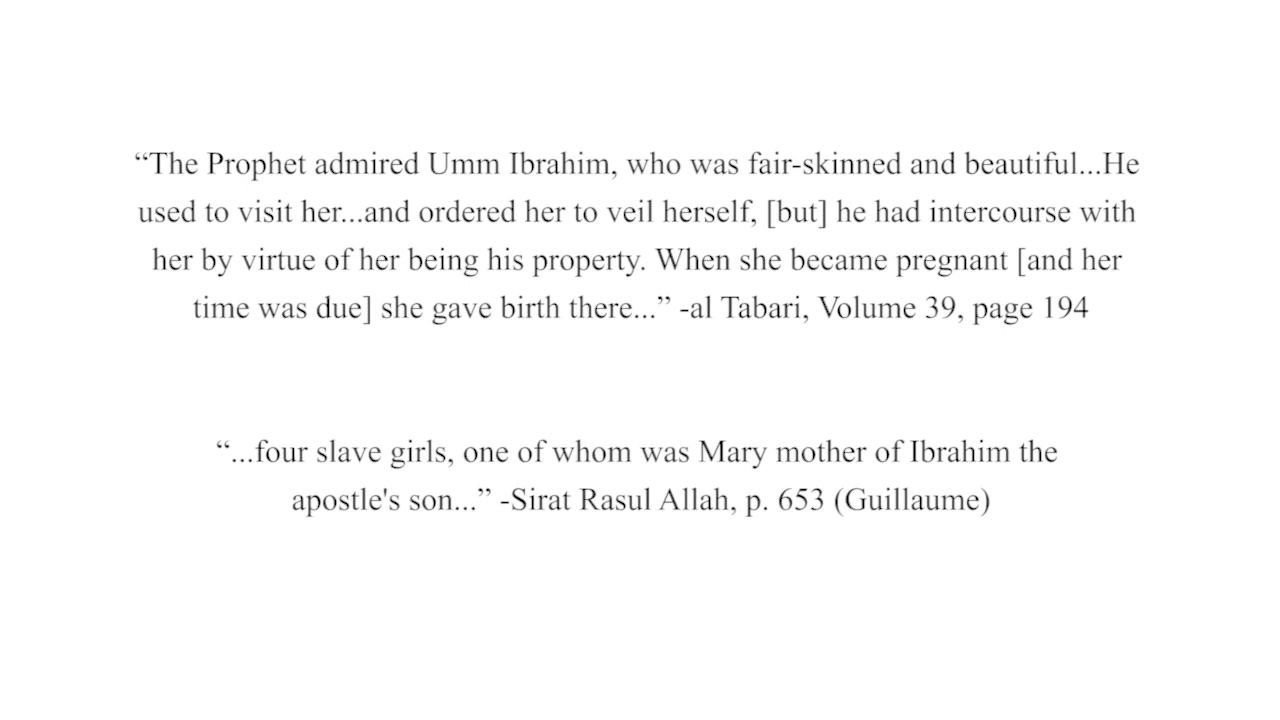 “The Prophet admired Umm Ibrahim, who was fair-skinned and beautiful...He
used to visit her...and ordered her to veil herself, [but] he had intercourse with
her by virtue of her being his property. When she became pregnant [and her
time was due] she gave birth there...” -al Tabari, Volume 39, page 194
“...four slave girls, one of whom was Mary mother of Ibrahim the
apostle's son...” -Sirat Rasul Allah, p. 653 (Guillaume)